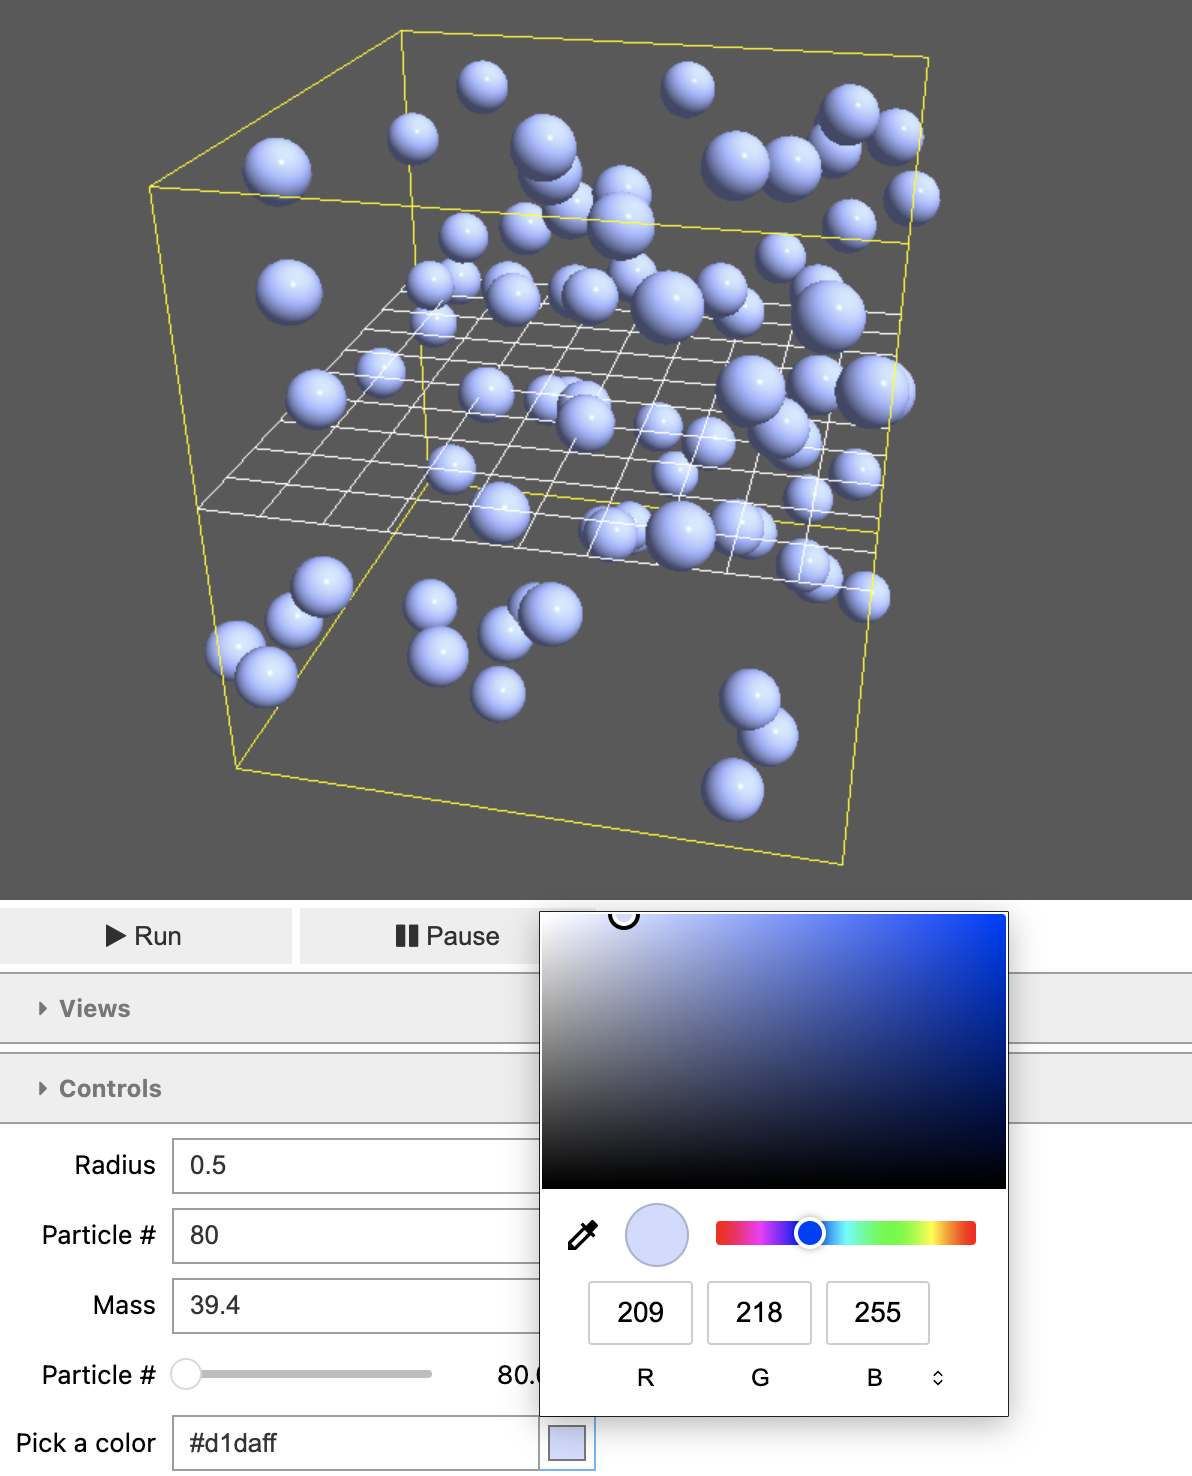 Run
Pause
Views
Controls
Radius 0.5
Particle # 80
Mass 39.4
Particle # 80.
Pick a color #d1daff
209 218 255
R G B